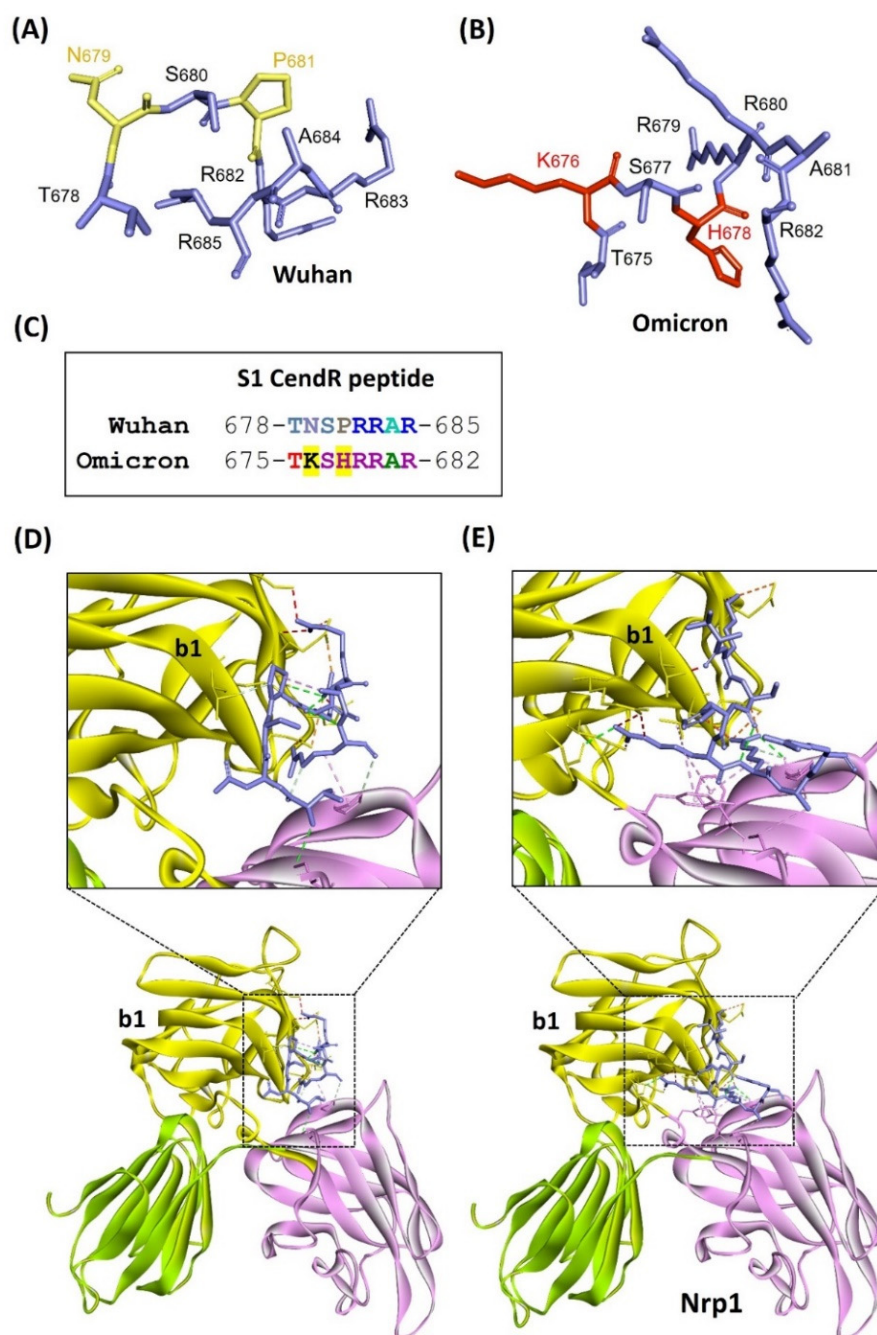 (A)
N679
S680
P681
A684
R682
T678
R683
R685
Wuhan
(B)
R680
R679
K676
S677
A681
H678
R682
T675
Omicron
(C)
S1 CendR peptide
Wuhan 678-TNSPRRAR-685
Omicron 675-TKSHRRAR-682
(D)
b1
(E)
b1
b1
b1
Nrp1